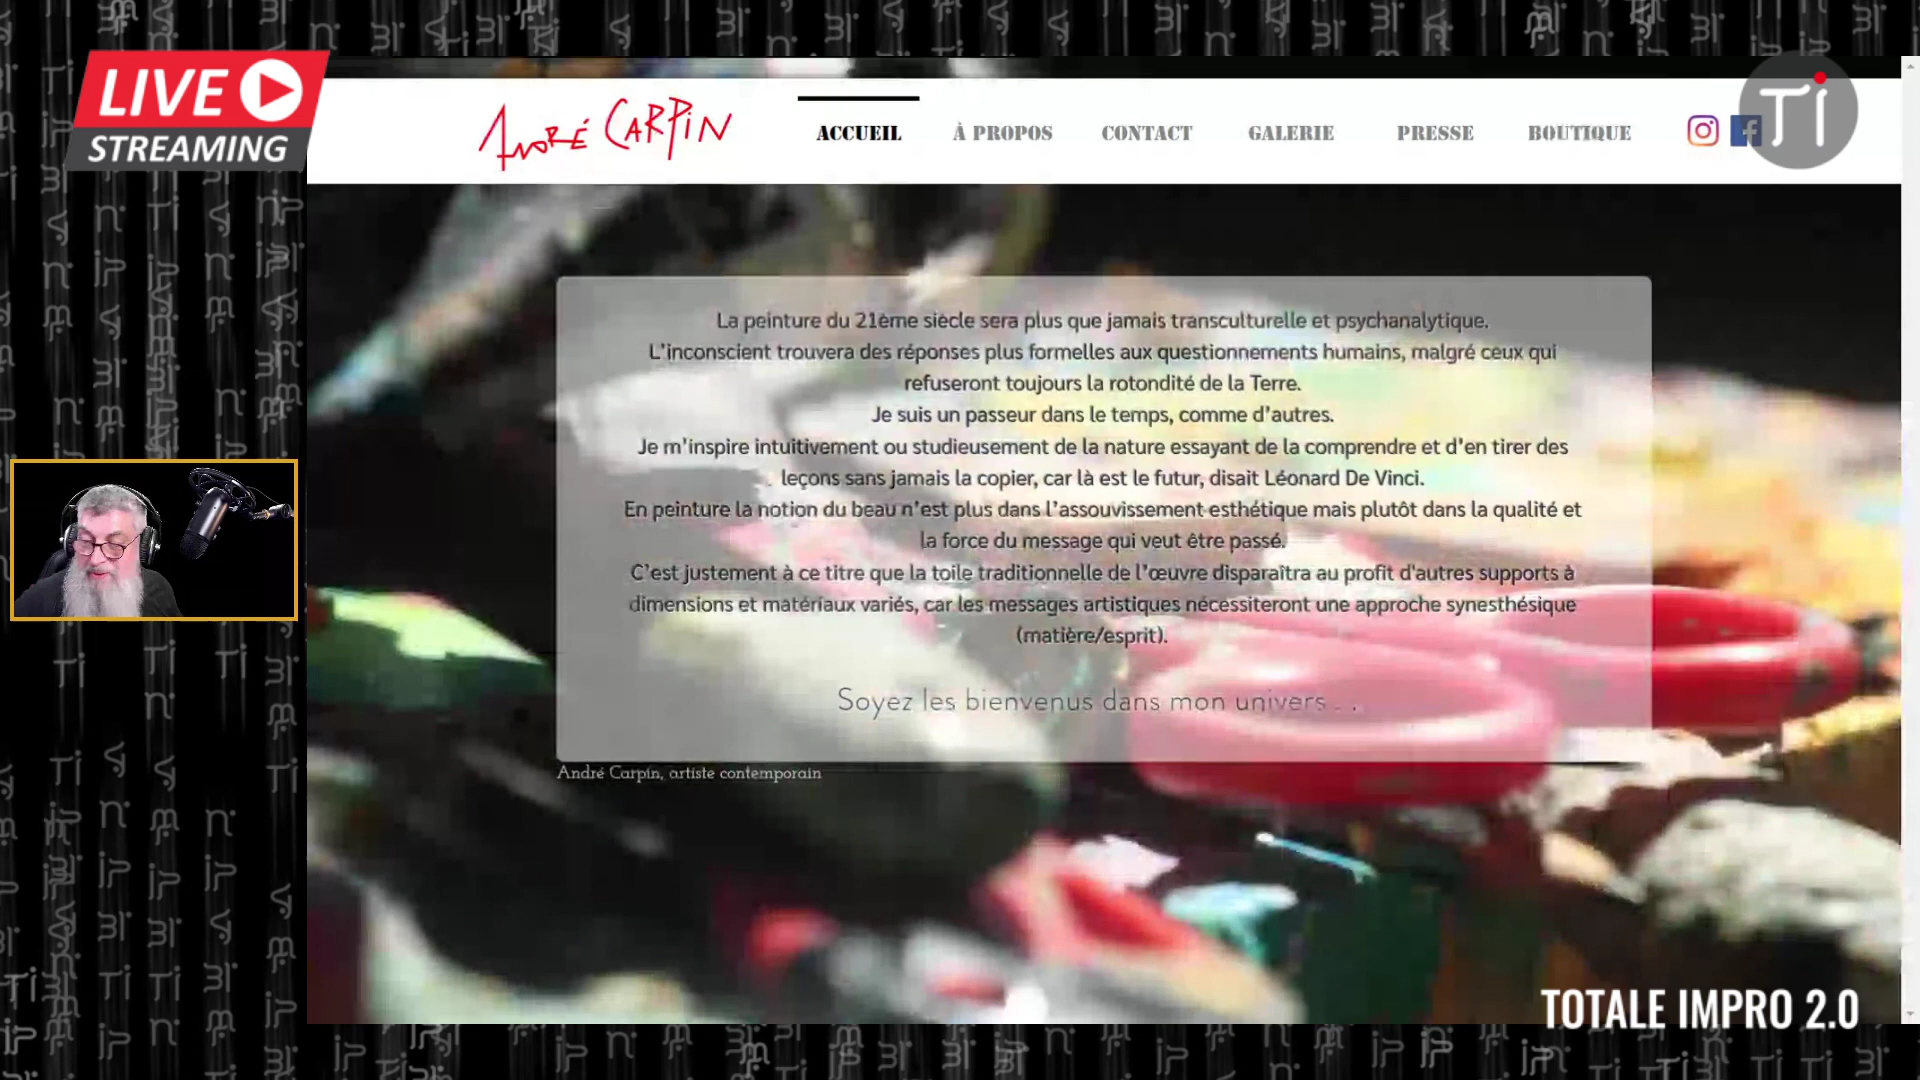 LIVE
STREAMING
André CARPiN
ACCUEIL
À PROPOS
CONTACT
GALERIE
PRESSE
BOUTIQUE
Ti
La peinture du 21ème siècle sera plus que jamais transculturelle et psychanalytique.
L'inconscient trouvera des réponses plus formelles aux questionnements humains, malgré ceux qui
refuseront toujours la rotondité de la Terre.
Je suis un passeur dans le temps, comme d'autres.
Je m'inspire intuitivement ou studieusement de la nature essayant de la comprendre et d'en tirer des
leçons sans jamais la copier, car là est le futur, disait Léonard De Vinci.
En peinture la notion du beau n'est plus dans l'assouvissement esthétique mais plutôt dans la qualité et
la force du message qui veut être passé.
C'est justement à ce titre que la toile traditionnelle de l'œuvre disparaîtra au profit d'autres supports à
dimensions et matériaux variés, car les messages artistiques nécessiteront une approche synesthésique
(matière/esprit).
Soyez les bienvenus dans mon univers . .
André Carpin, artiste contemporain
TOTALE IMPRO 2.0